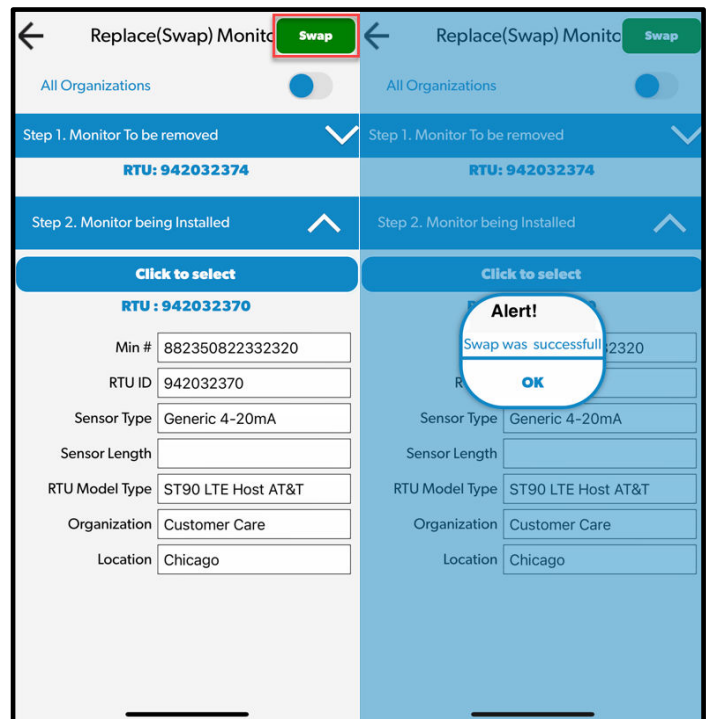 Replace(Swap) Monitc
Swap
All Organizations
Step 1. Monitor To be removed
RTU: 942032374
Step 2. Monitor being Installed
Click to select
RTU : 942032370
Min # 882350822332320
RTU ID 942032370
Sensor Type Generic 4-20mA
Sensor Length
RTU Model Type ST90 LTE Host AT&T
Organization Customer Care
Location Chicago
Replace(Swap) Monitc
Swap
All Organizations
Step 1. Monitor To be removed
RTU: 942032374
Step 2. Monitor being Installed
Click to select
Alert!
Swap was successfull
OK
2320
Sensor Type Generic 4-20mA
Sensor Length
RTU Model Type ST90 LTE Host AT&T
Organization Customer Care
Location Chicago